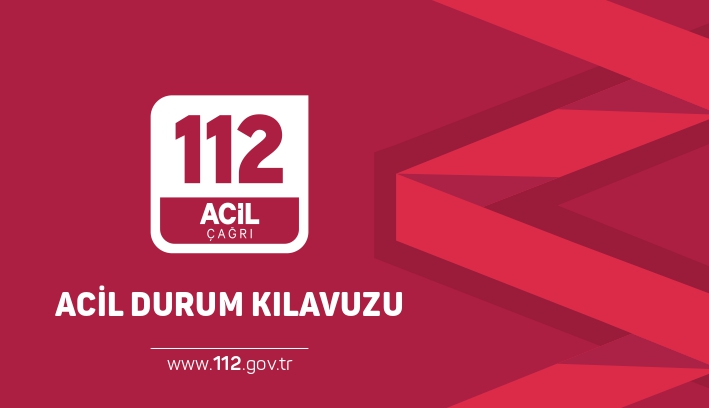 112
ACİL
ÇAĞRI
ACİL DURUM KILAVUZU
www.112.gov.tr